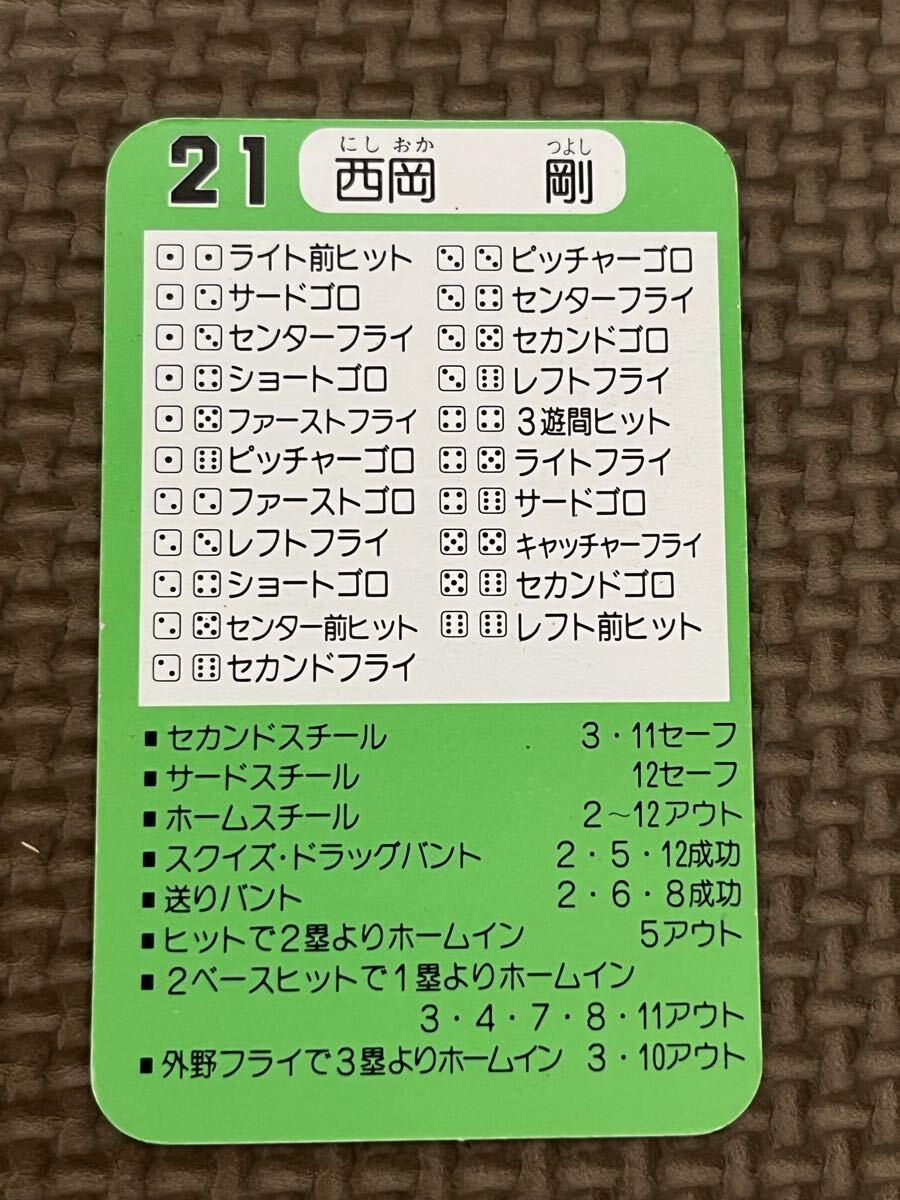 21 西岡 剛
にし おか つよし
ライト前ヒット
サードゴロ
センターフライ
ショートゴロ
ファーストフライ
ピッチャーゴロ
ファーストゴロ
レフトフライ
ショートゴロ
センター前ヒット
セカンドフライ
ピッチャーゴロ
センターフライ
セカンドゴロ
レフトフライ
3遊間ヒット
ライトフライ
サードゴロ
キャッチャーフライ
セカンドゴロ
レフト前ヒット
■セカンドスチール 3・11セーフ
■サードスチール 12セーフ
■ホームスチール 2〜12アウト
■スクイズ・ドラッグバント 2・5・12成功
■送りバント 2・6・8成功
■ヒットで2塁よりホームイン 5アウト
■2ベースヒットで1塁よりホームイン
3・4・7・8・11アウト
■外野フライで3塁よりホームイン 3・10アウト